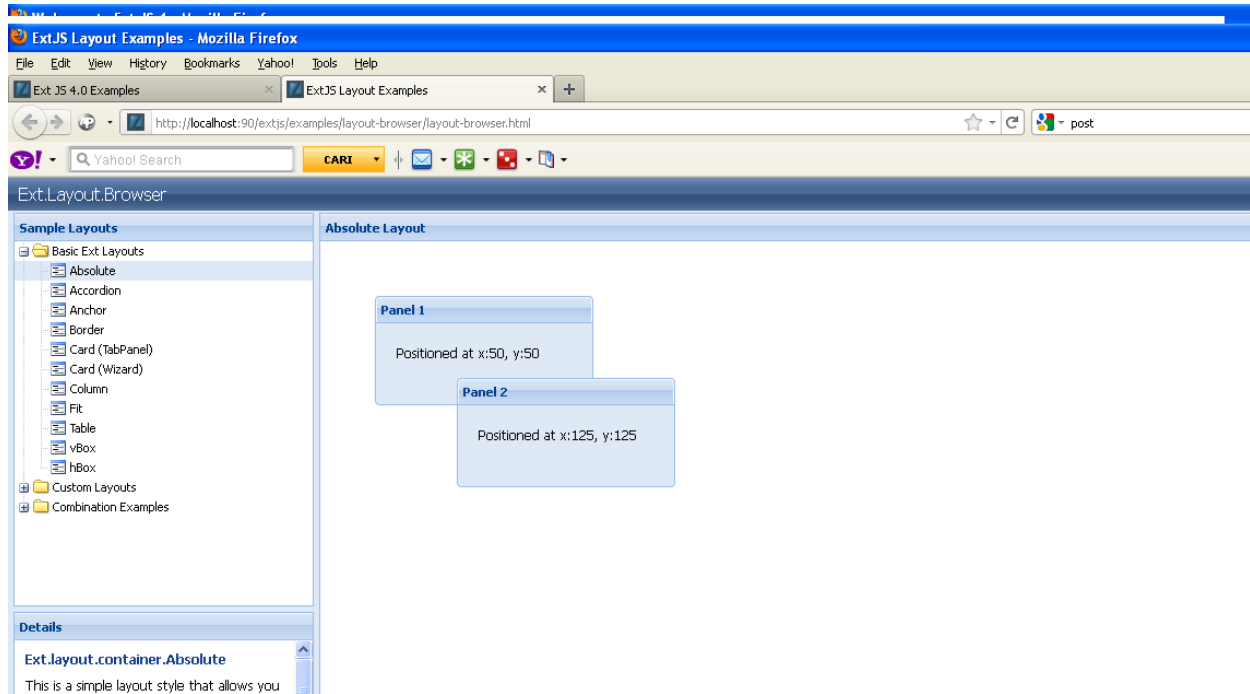 ExtJS Layout Examples - Mozilla Firefox
File Edit View History Bookmarks Yahoo! Tools Help
Ext JS 4.0 Examples
ExtJS Layout Examples
http://localhost:90/extjs/examples/layout-browser/layout-browser.html
post
Y! Yahoo! Search CARI
Ext.Layout.Browser
Sample Layouts
Basic Ext Layouts
Absolute
Accordion
Anchor
Border
Card (TabPanel)
Card (Wizard)
Column
Fit
Table
vBox
hBox
Custom Layouts
Combination Examples
Details
Ext.layout.container.Absolute
This is a simple layout style that allows you
Absolute Layout
Panel 1
Positioned at x:50, y:50
Panel 2
Positioned at x:125, y:125